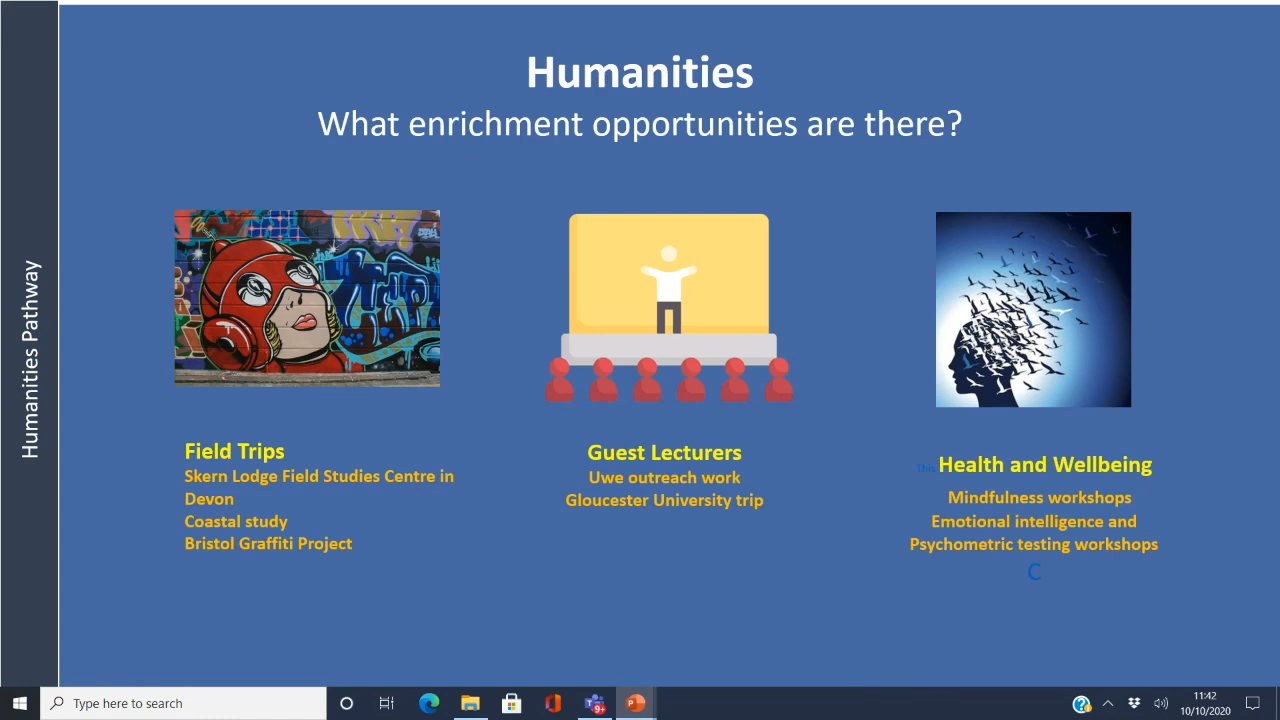 Humanities
What enrichment opportunities are there?
Humanities Pathway
Field Trips
Skern Lodge Field Studies Centre in
Devon
Coastal study
Bristol Graffiti Project
Guest Lecturers
Uwe outreach work
Gloucester University trip
This Health and Wellbeing
Mindfulness workshops
Emotional intelligence and
Psychometric testing workshops
C
Type here to search
9+
11:42
10/10/2020